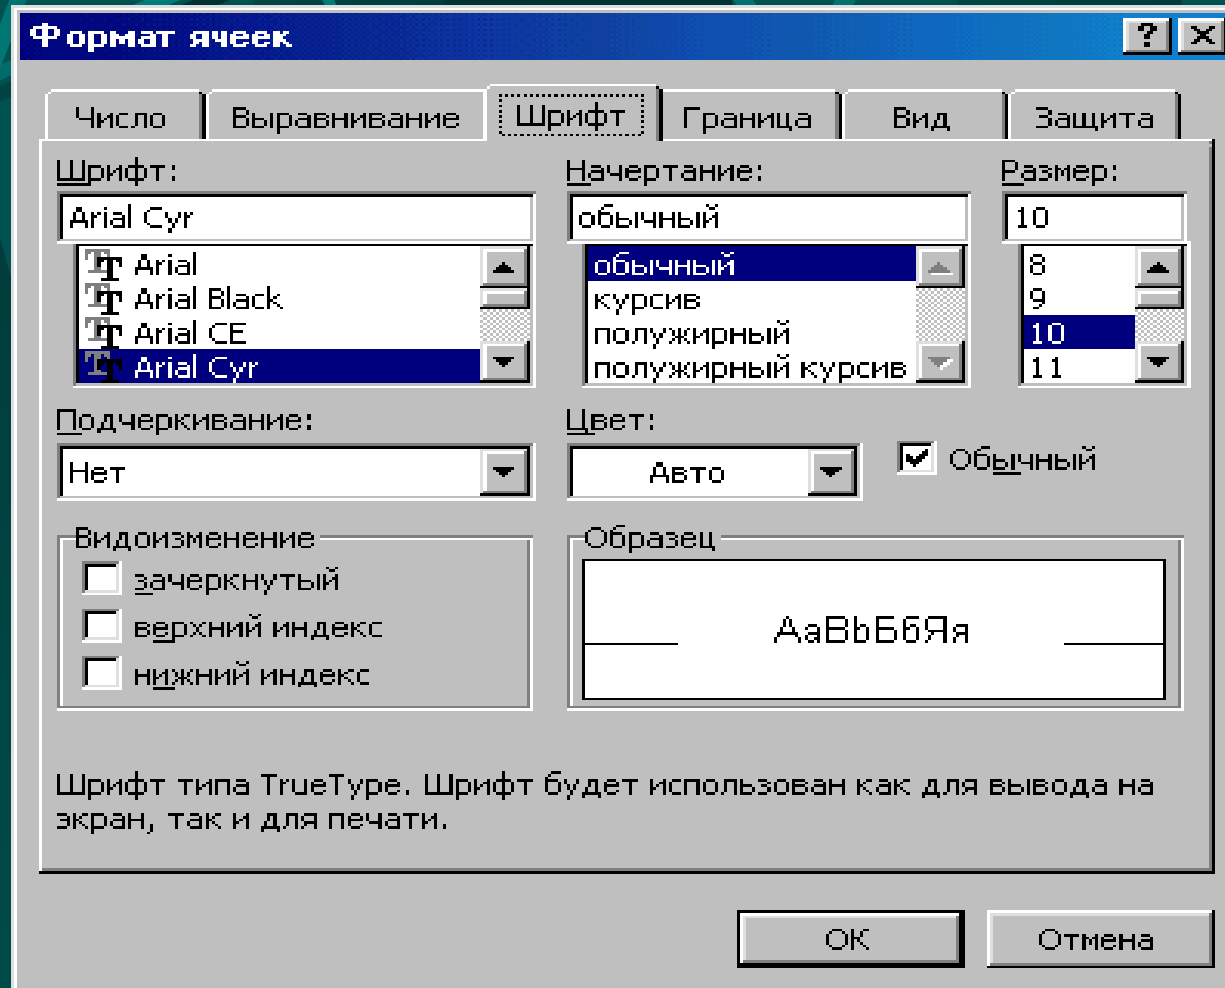 Формат ячеек
Число Выравнивание Шрифт Граница Вид Защита
Шрифт: Начертание: Размер:
Arial Cyr обычный 10
Arial обычный 8
Arial Black курсив 9
Arial CE полужирный 10
Arial Cyr полужирный курсив 11
Подчеркивание: Цвет:
Нет Авто Обычный
Видоизменение Образец
зачеркнутый
верхний индекс АаBbБбЯя
нижний индекс
Шрифт типа TrueType. Шрифт будет использован как для вывода на
экран, так и для печати.
ОК Отмена